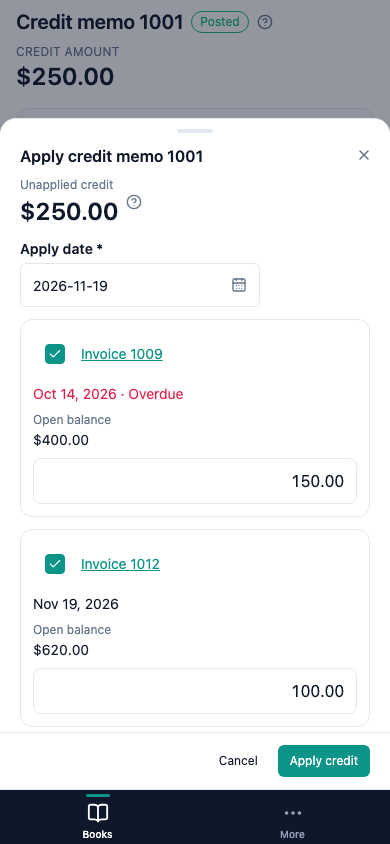 Credit memo 1001 Posted
CREDIT AMOUNT
$250.00
Apply credit memo 1001
Unapplied credit
$250.00
Apply date *
2026-11-19
Invoice 1009
Oct 14, 2026 · Overdue
Open balance
$400.00
150.00
Invoice 1012
Nov 19, 2026
Open balance
$620.00
100.00
Cancel Apply credit
Books More